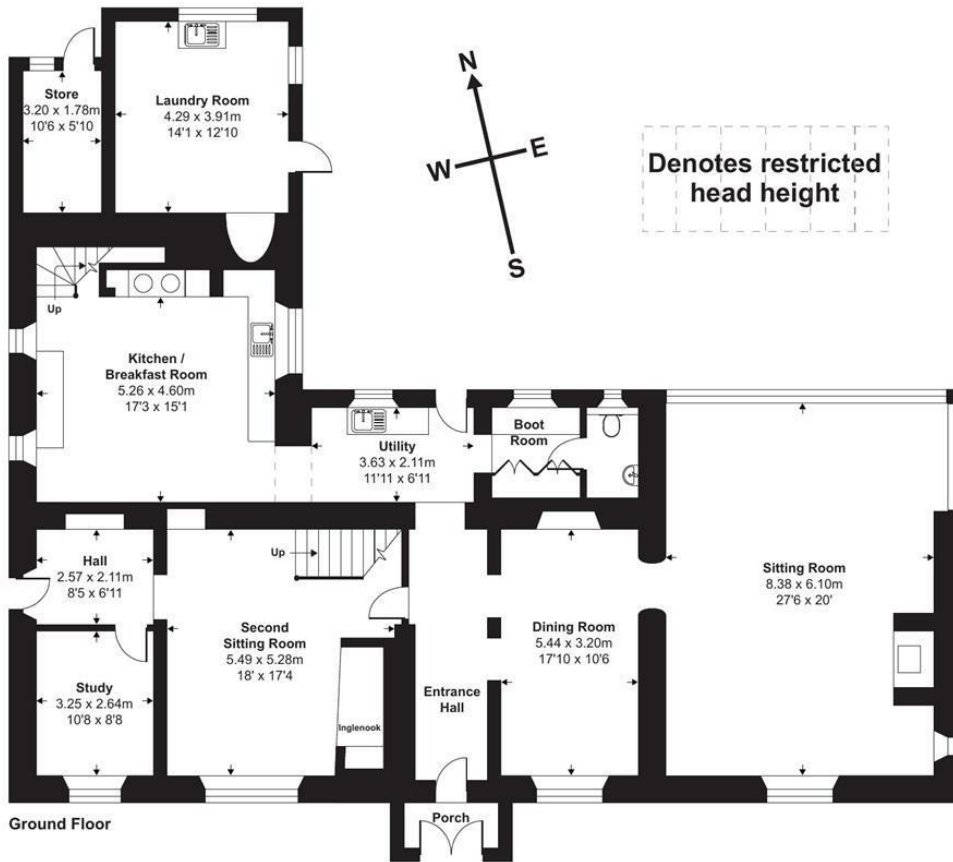 Store
3.20 x 1.78m
10'6 x 5'10
Laundry Room
4.29 x 3.91m
14'1 x 12'10
N
W
E
S
Denotes restricted
head height
Up
Kitchen /
Breakfast Room
5.26 x 4.60m
17'3 x 15'1
Utility
3.63 x 2.11m
11'11 x 6'11
Boot
Room
Hall
2.57 x 2.11m
8'5 x 6'11
Up
Second
Sitting Room
5.49 x 5.28m
18' x 17'4
Inglenook
Study
3.25 x 2.64m
10'8 x 8'8
Entrance
Hall
Dining Room
5.44 x 3.20m
17'10 x 10'6
Sitting Room
8.38 x 6.10m
27'6 x 20'
Porch
Ground Floor